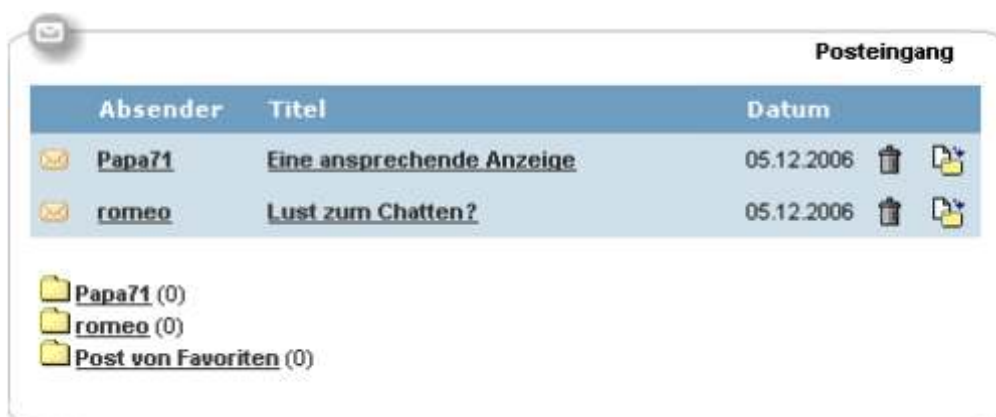 Posteingang
Absender Titel Datum
Papa71 Eine ansprechende Anzeige 05.12.2006
romeo Lust zum Chatten? 05.12.2006
Papa71 (0)
romeo (0)
Post von Favoriten (0)